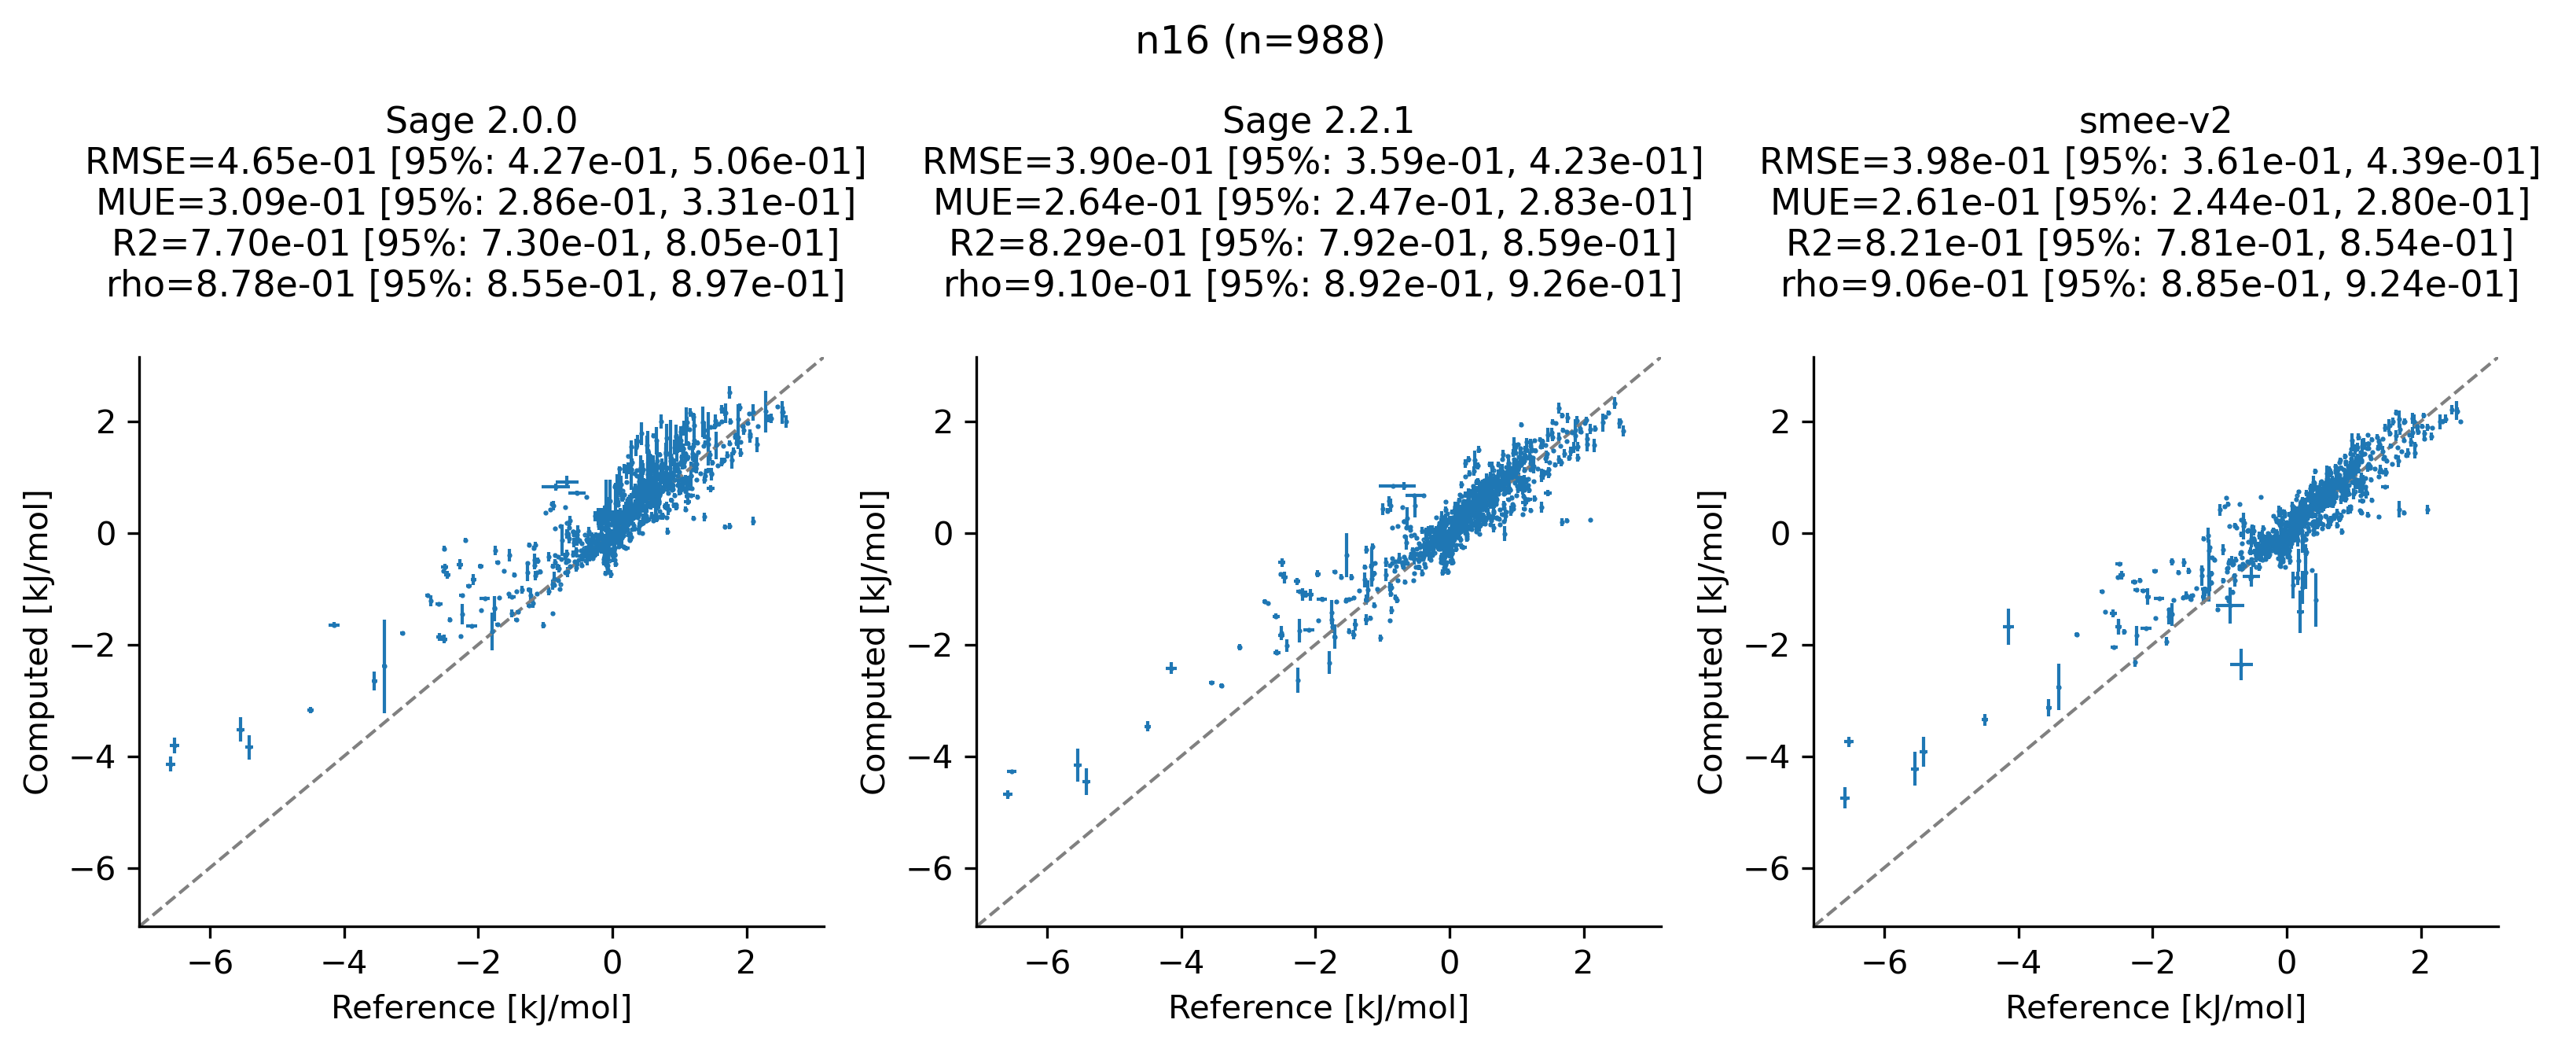 n16 (n=988)
Sage 2.0.0
RMSE=4.65e-01 [95%: 4.27e-01, 5.06e-01]
MUE=3.09e-01 [95%: 2.86e-01, 3.31e-01]
R2=7.70e-01 [95%: 7.30e-01, 8.05e-01]
rho=8.78e-01 [95%: 8.55e-01, 8.97e-01]
2
0
−2
−4
−6
Computed [kJ/mol]
−6 −4 −2 0 2
Reference [kJ/mol]
Sage 2.2.1
RMSE=3.90e-01 [95%: 3.59e-01, 4.23e-01]
MUE=2.64e-01 [95%: 2.47e-01, 2.83e-01]
R2=8.29e-01 [95%: 7.92e-01, 8.59e-01]
rho=9.10e-01 [95%: 8.92e-01, 9.26e-01]
2
0
−2
−4
−6
Computed [kJ/mol]
−6 −4 −2 0 2
Reference [kJ/mol]
smee-v2
RMSE=3.98e-01 [95%: 3.61e-01, 4.39e-01]
MUE=2.61e-01 [95%: 2.44e-01, 2.80e-01]
R2=8.21e-01 [95%: 7.81e-01, 8.54e-01]
rho=9.06e-01 [95%: 8.85e-01, 9.24e-01]
2
0
−2
−4
−6
Computed [kJ/mol]
−6 −4 −2 0 2
Reference [kJ/mol]